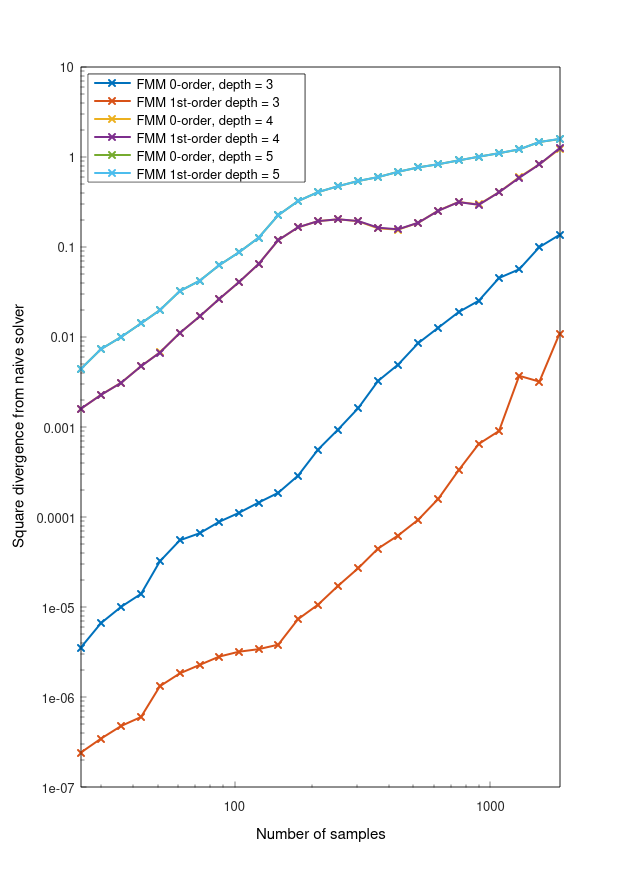 10
FMM 0-order, depth = 3
FMM 1st-order depth = 3
FMM 0-order, depth = 4
FMM 1st-order depth = 4
FMM 0-order, depth = 5
FMM 1st-order depth = 5
1
0.1
0.01
0.001
0.0001
1e-05
1e-06
1e-07
Square divergence from naive solver
100
1000
Number of samples